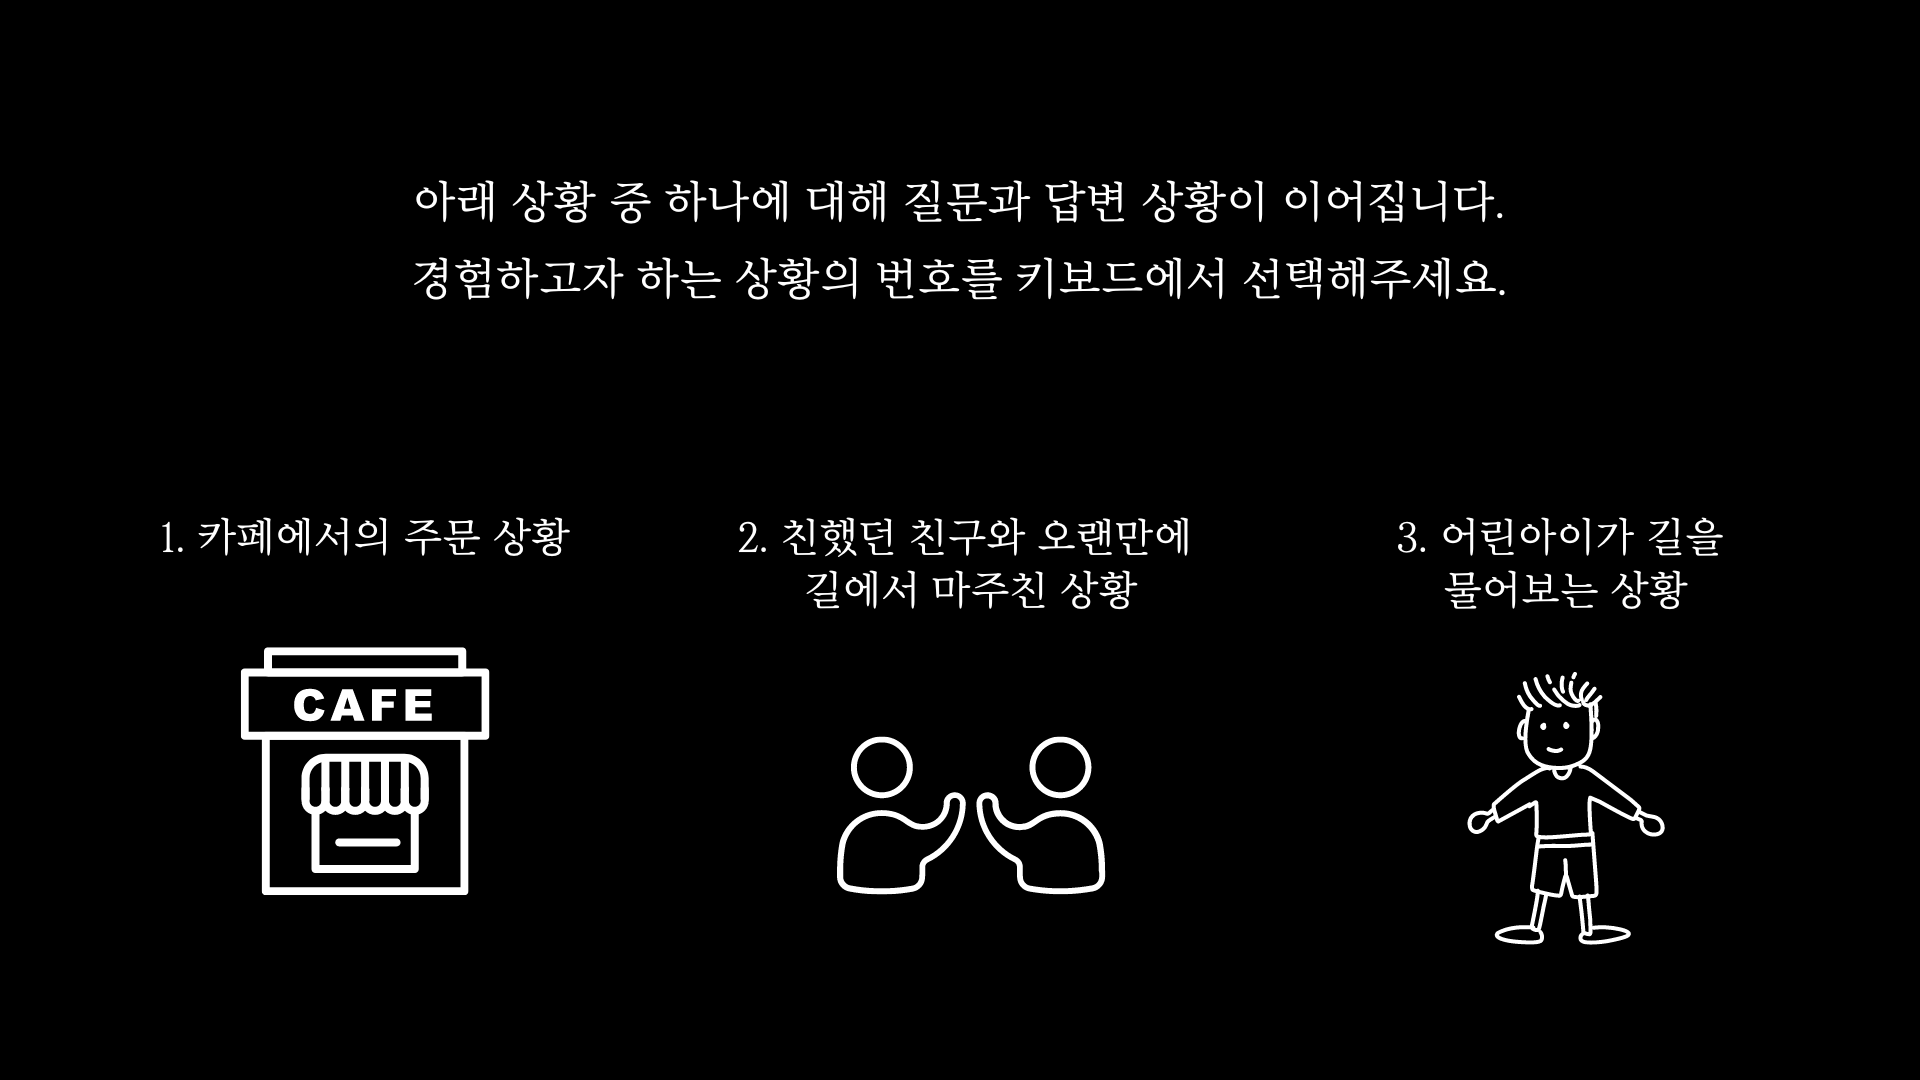 아래 상황 중 하나에 대해 질문과 답변 상황이 이어집니다.
경험하고자 하는 상황의 번호를 키보드에서 선택해주세요.
1. 카페에서의 주문 상황
2. 친했던 친구와 오랜만에
길에서 마주친 상황
3. 어린아이가 길을
물어보는 상황
CAFE